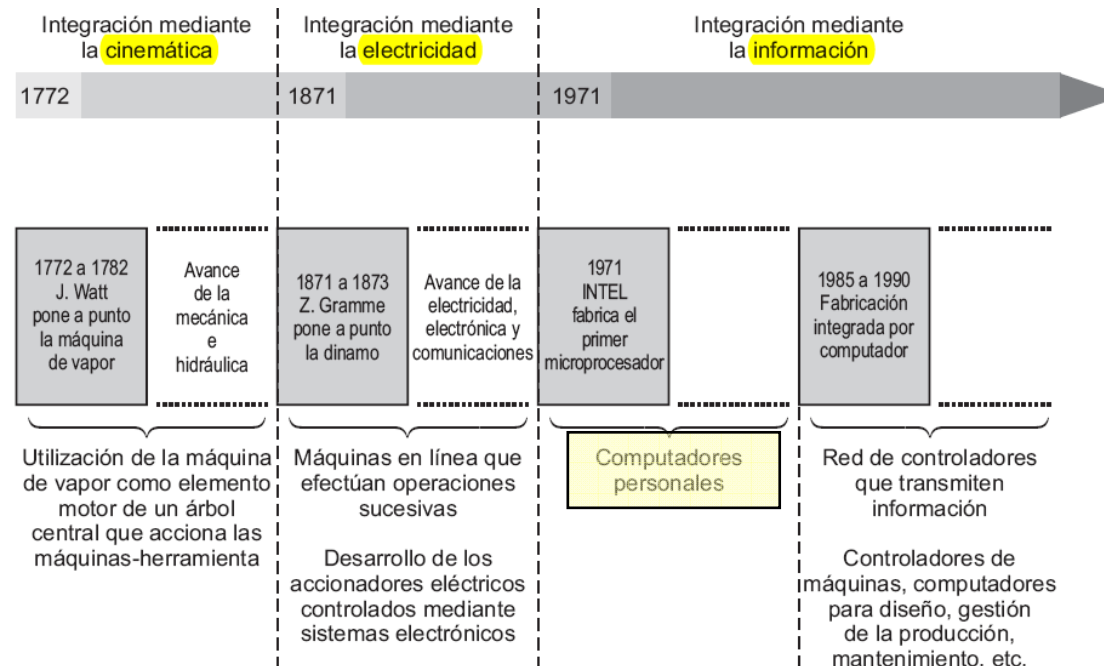 Integración mediante
la cinemática
Integración mediante
la electricidad
Integración mediante
la información
1772
1871
1971
1772 a 1782
J. Watt
pone a punto
la máquina
de vapor
Avance
de la
mecánica
e
hidráulica
1871 a 1873
Z. Gramme
pone a punto
la dinamo
Avance de la
electricidad,
electrónica y
comunicaciones
1971
INTEL
fabrica el
primer
microprocesador
1985 a 1990
Fabricación
integrada por
computador
Utilización de la máquina
de vapor como elemento
motor de un árbol
central que acciona las
máquinas-herramienta
Máquinas en línea que
efectúan operaciones
sucesivas
Desarrollo de los
accionadores eléctricos
controlados mediante
sistemas electrónicos
Computadores
personales
Red de controladores
que transmiten
información
Controladores de
máquinas, computadores
para diseño, gestión
de la producción,
mantenimiento, etc.